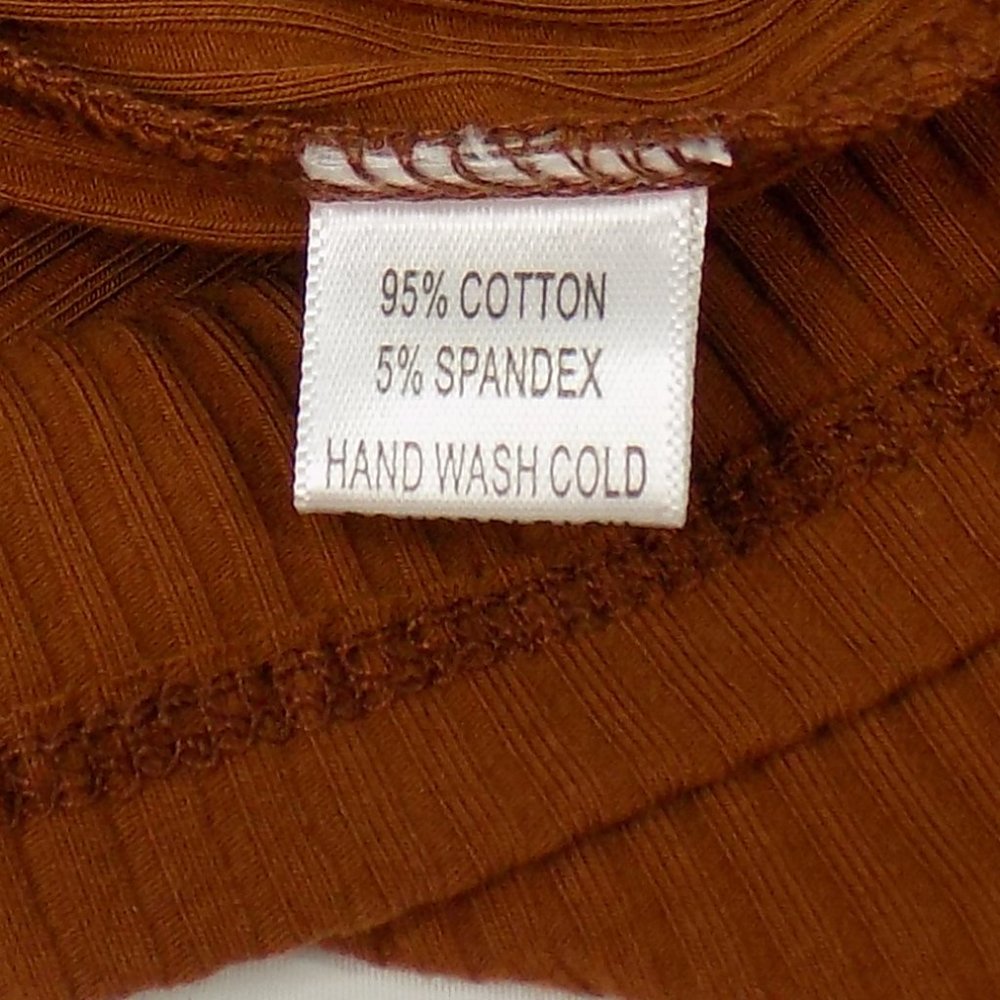 95% COTTON
5% SPANDEX
HAND WASH COLD